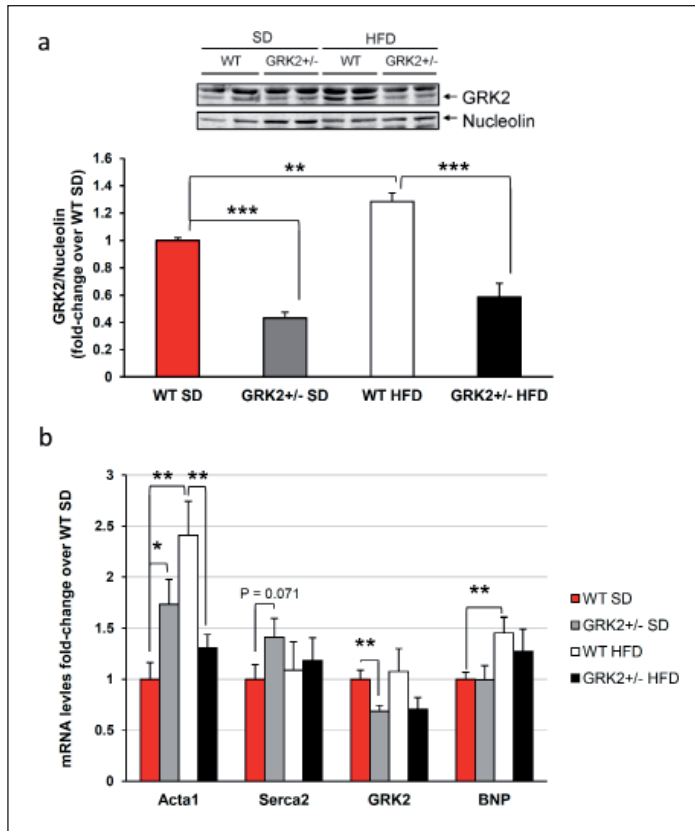 a
SD HFD
WT GRK2+/- WT GRK2+/-
GRK2
Nucleolin
GRK2/Nucleolin
(fold-change over WT SD)
1.6
1.4
1.2
1
0.8
0.6
0.4
0.2
0
***
**
***
WT SD GRK2+/- SD WT HFD GRK2+/- HFD
b
mRNA levles fold-change over WT SD
3
2.5
2
1.5
1
0.5
0
** **
*
P = 0.071
**
**
Acta1 Serca2 GRK2 BNP
WT SD
GRK2+/- SD
WT HFD
GRK2+/- HFD